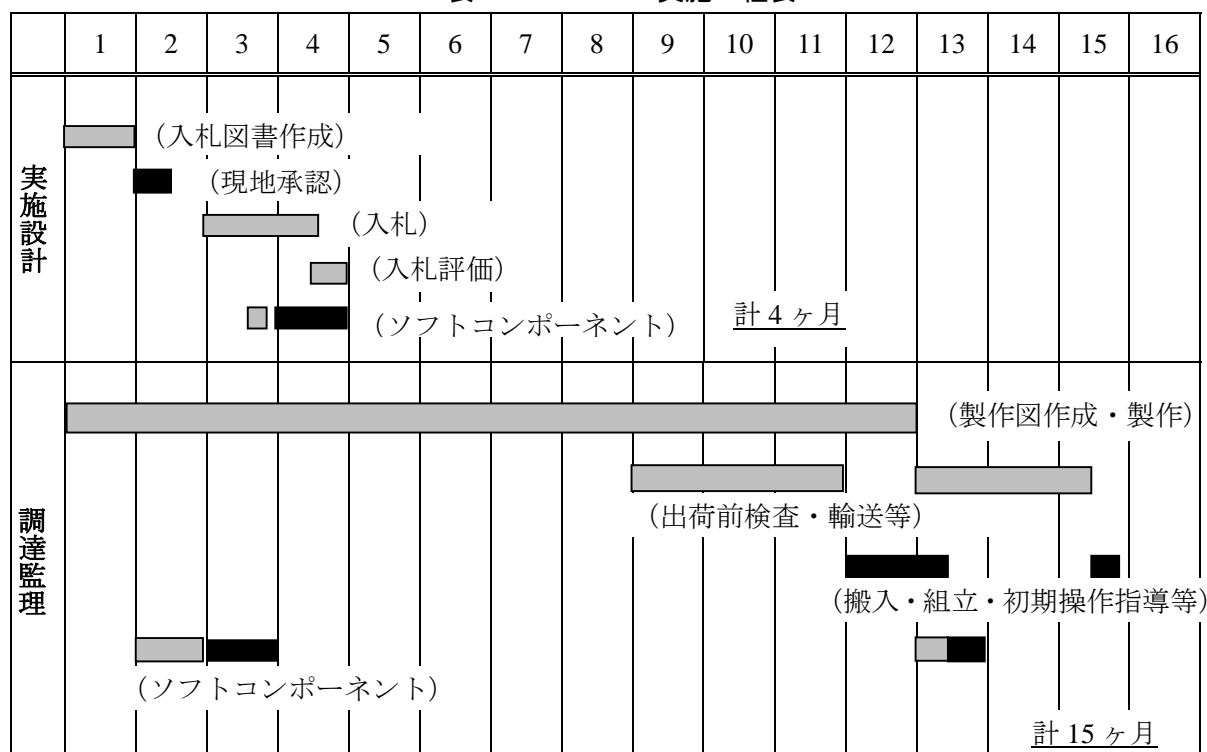 1 2 3 4 5 6 7 8 9 10 11 12 13 14 15 16
実施設計
（入札図書作成）
（現地承認）
（入札）
（入札評価）
（ソフトコンポーネント）
計 4 ヶ月
調達監理
（製作図作成・製作）
（出荷前検査・輸送等）
（搬入・組立・初期操作指導等）
（ソフトコンポーネント）
計 15 ヶ月